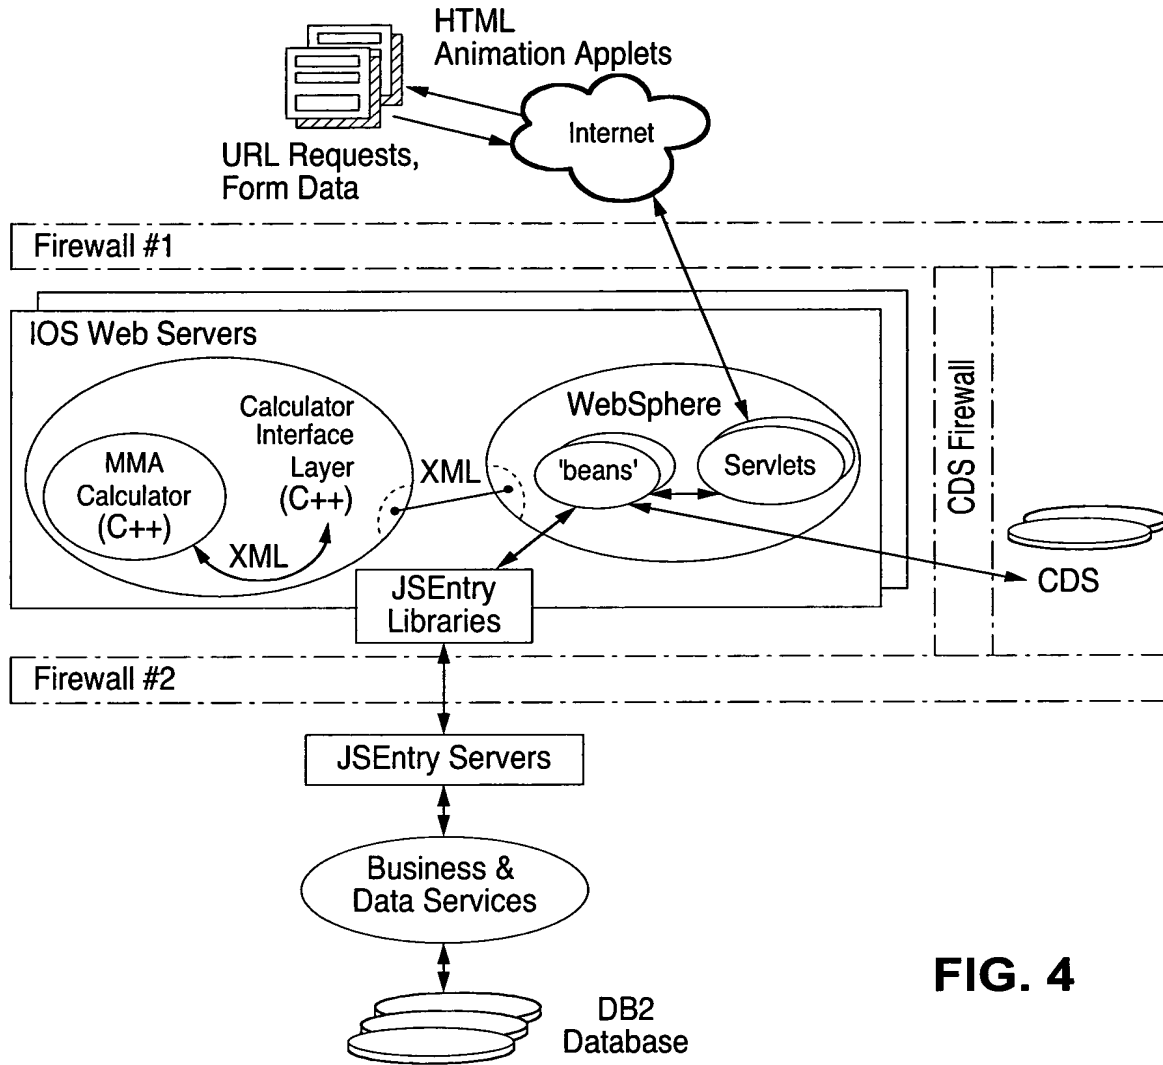 HTML
Animation Applets
Internet
URL Requests,
Form Data
Firewall #1
IOS Web Servers
Calculator
Interface
Layer
(C++)
MMA
Calculator
(C++)
XML
XML
WebSphere
'beans'
Servlets
CDS Firewall
CDS
JSEntry
Libraries
Firewall #2
JSEntry Servers
Business &
Data Services
DB2
Database
FIG. 4